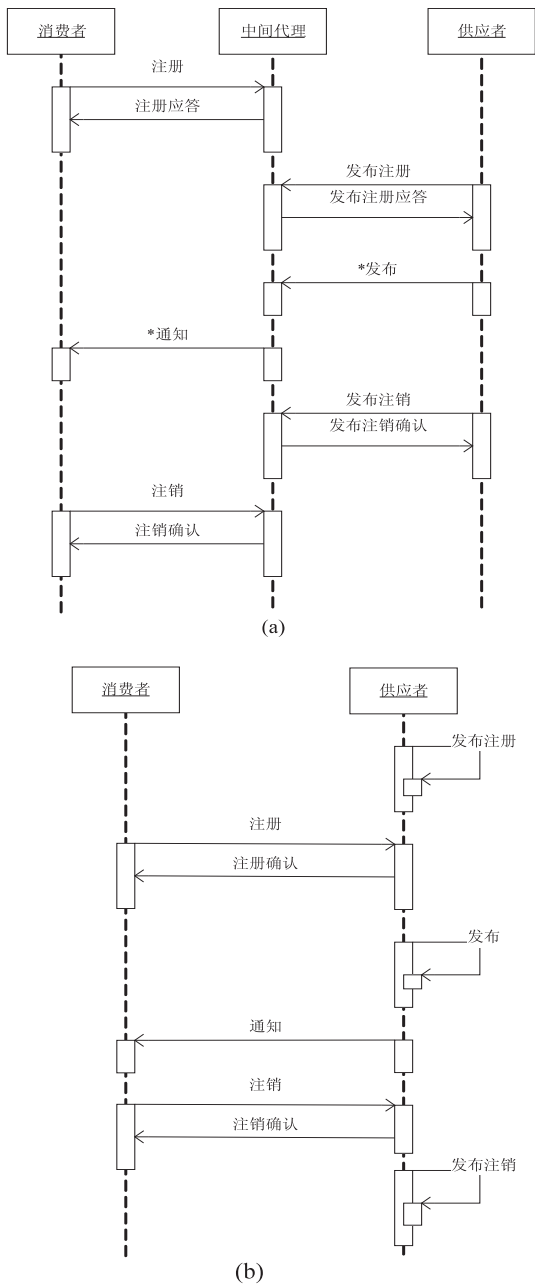 消费者 中间代理 供应者
注册
注册应答
发布注册
发布注册应答
*发布
*通知
发布注销
发布注销确认
注销
注销确认
(a)
消费者 供应者
发布注册
注册
注册确认
发布
通知
注销
注销确认
发布注销
(b)